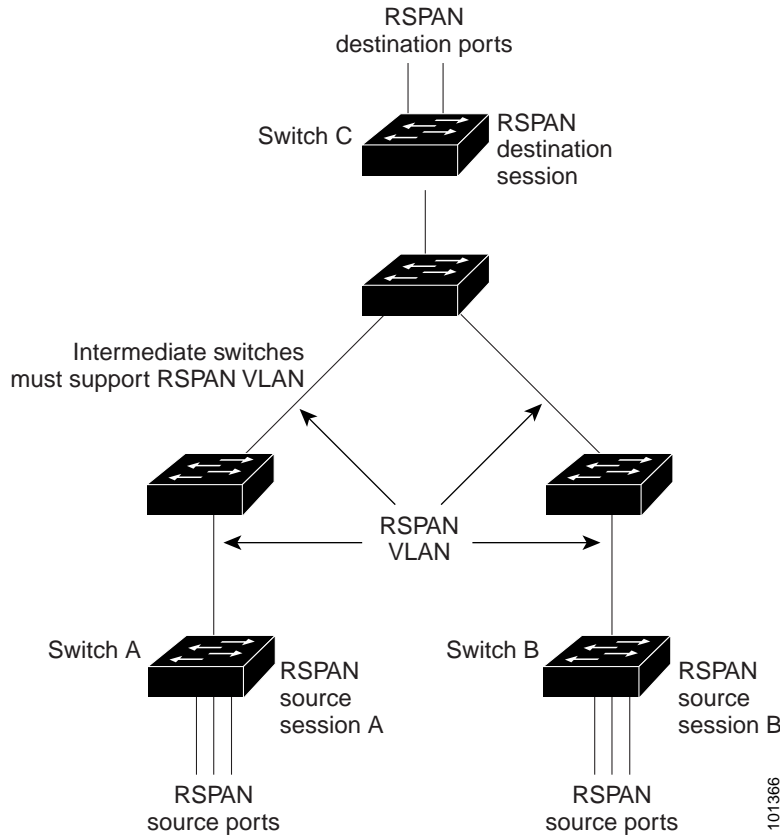 RSPAN
destination ports
Switch C
RSPAN
destination
session
Intermediate switches
must support RSPAN VLAN
RSPAN
VLAN
Switch A
RSPAN
source
session A
Switch B
RSPAN
source
session B
RSPAN
source ports
RSPAN
source ports
101366